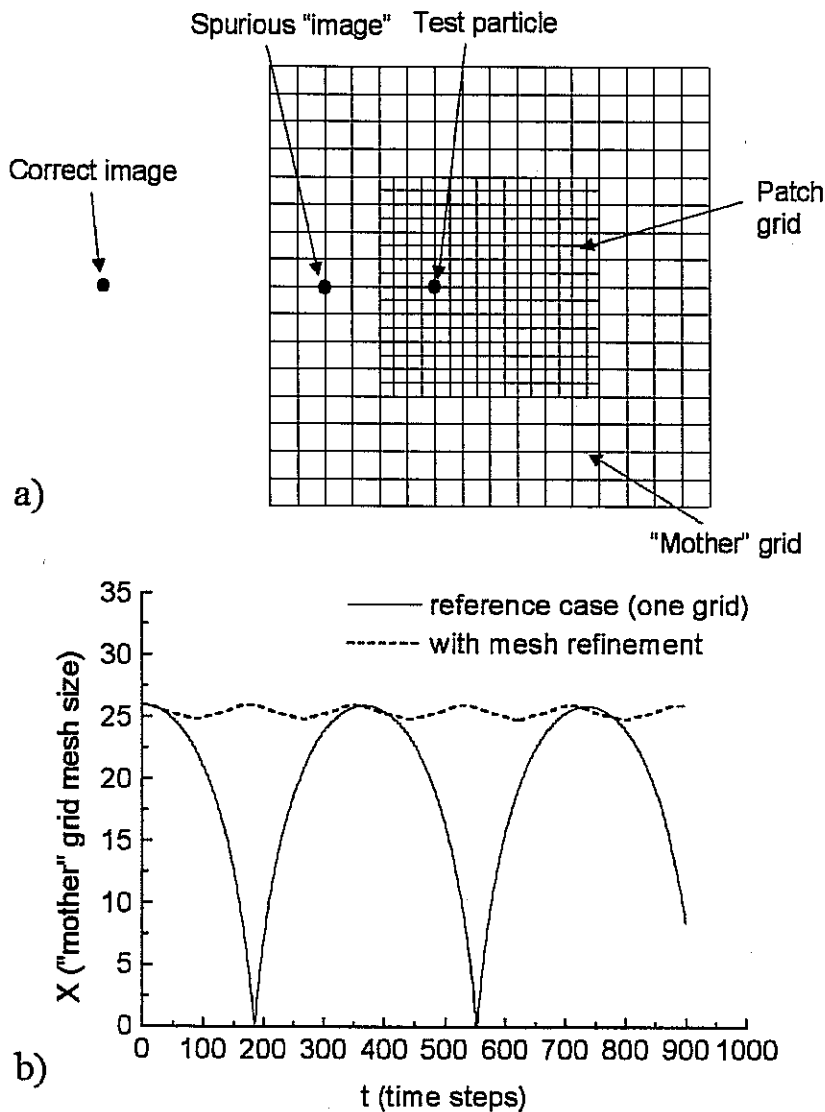 Spurious "image"
Test particle
Correct image
Patch
grid
a)
"Mother" grid
35
30
25
20
15
10
5
0
X ("mother" grid mesh size)
reference case (one grid)
with mesh refinement
0 100 200 300 400 500 600 700 800 900 1000
t (time steps)
b)